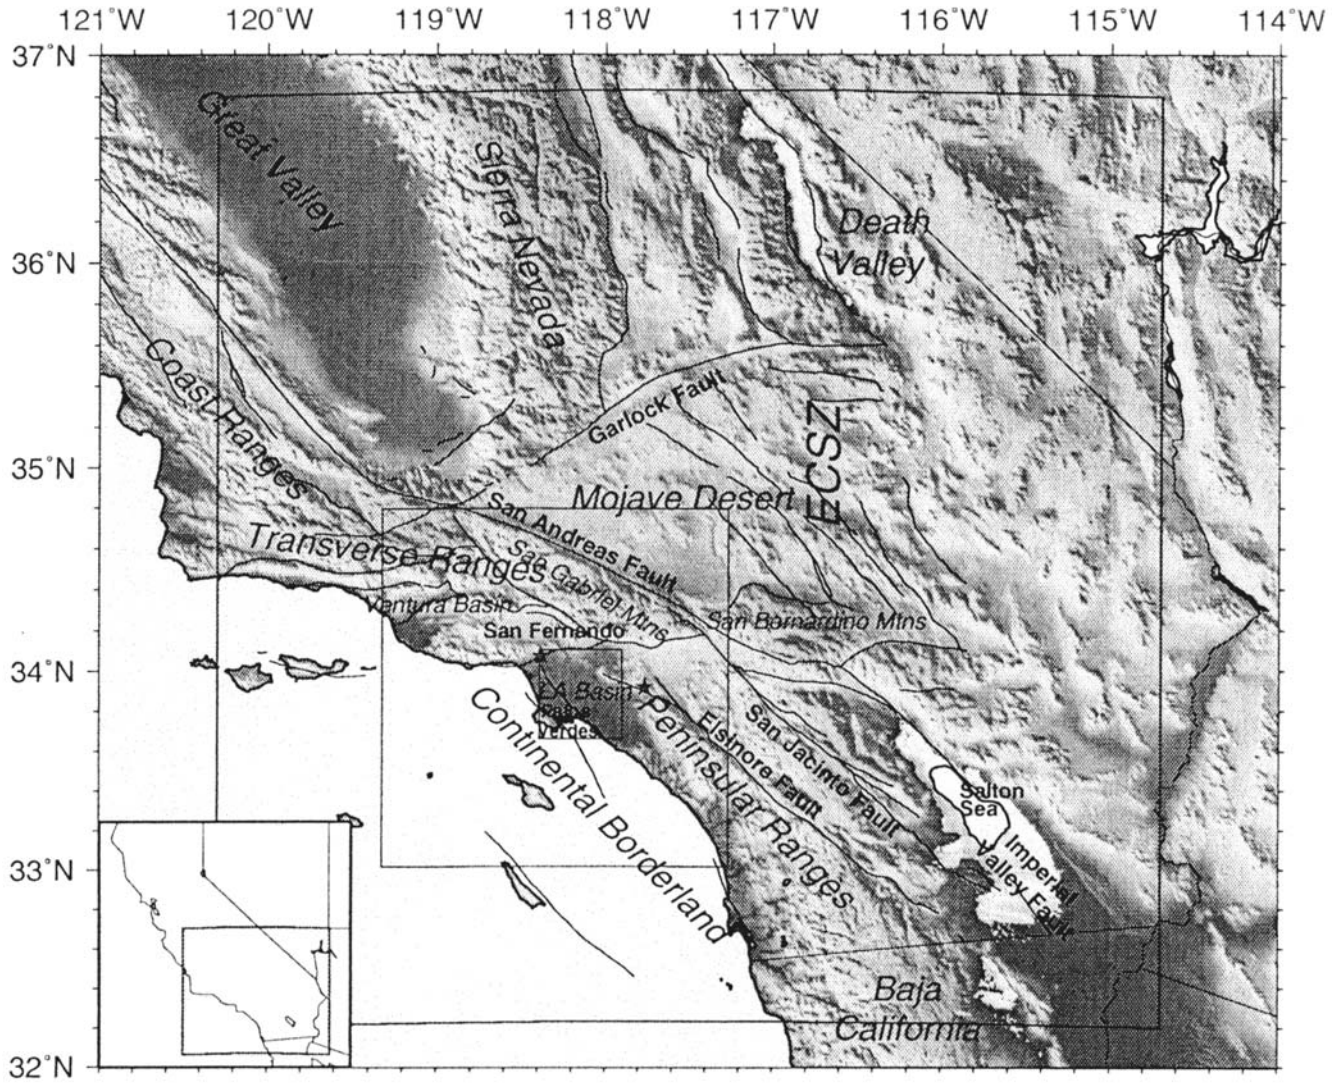 121°W 120°W 119°W 118°W 117°W 116°W 115°W 114°W
37°N
36°N
35°N
34°N
33°N
32°N
Great Valley
Sierra Nevada
Death
Valley
Coast Ranges
Garlock Fault
ECSZ
Mojave Desert
San Andreas Fault
Transverse Ranges
San Gabriel Mtns
Ventura Basin
San Bornardino Mtns
San Fernando
LA Basin
Verdes
Continental Borderland
Peninsular Ranges
Elsinore Fault
San Jacinto Fault
Salton
Sea
Imperial
Valley Fault
Baja
California